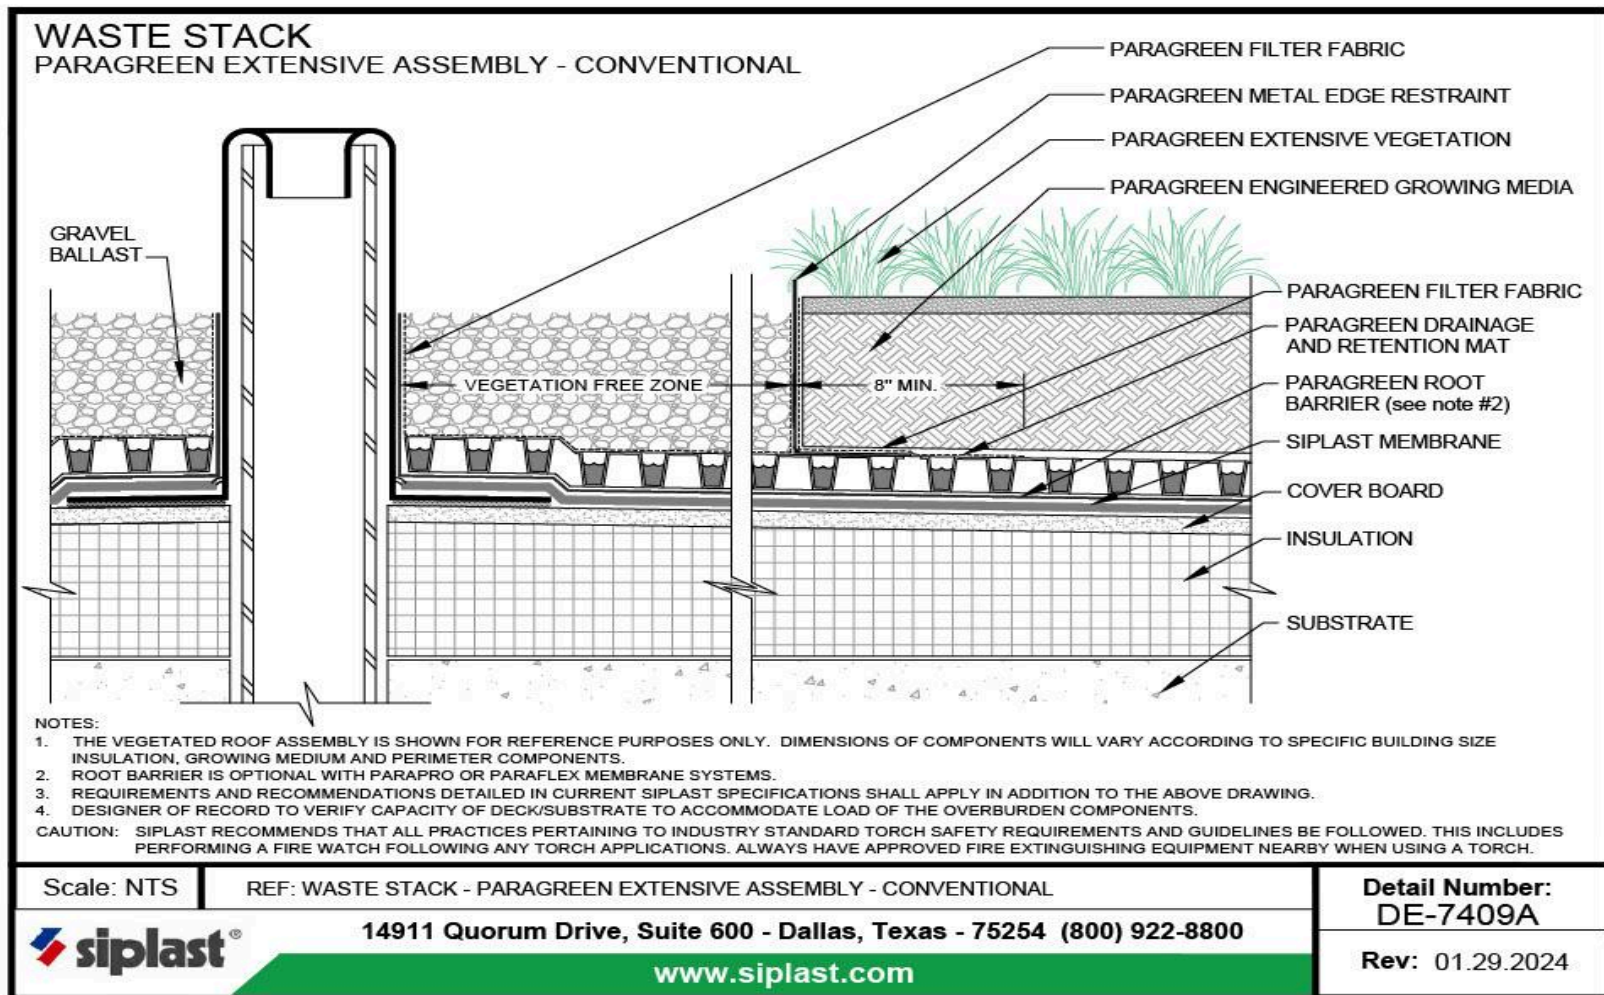 WASTE STACK
PARAGREEN EXTENSIVE ASSEMBLY - CONVENTIONAL
PARAGREEN FILTER FABRIC
PARAGREEN METAL EDGE RESTRAINT
PARAGREEN EXTENSIVE VEGETATION
PARAGREEN ENGINEERED GROWING MEDIA
GRAVEL
BALLAST
PARAGREEN FILTER FABRIC
PARAGREEN DRAINAGE
AND RETENTION MAT
VEGETATION FREE ZONE
8" MIN.
PARAGREEN ROOT
BARRIER (see note #2)
SIPLAST MEMBRANE
COVER BOARD
INSULATION
SUBSTRATE
NOTES:
1. THE VEGETATED ROOF ASSEMBLY IS SHOWN FOR REFERENCE PURPOSES ONLY. DIMENSIONS OF COMPONENTS WILL VARY ACCORDING TO SPECIFIC BUILDING SIZE
INSULATION, GROWING MEDIUM AND PERIMETER COMPONENTS.
2. ROOT BARRIER IS OPTIONAL WITH PARAPRO OR PARAFLEX MEMBRANE SYSTEMS.
3. REQUIREMENTS AND RECOMMENDATIONS DETAILED IN CURRENT SIPLAST SPECIFICATIONS SHALL APPLY IN ADDITION TO THE ABOVE DRAWING.
4. DESIGNER OF RECORD TO VERIFY CAPACITY OF DECK/SUBSTRATE TO ACCOMMODATE LOAD OF THE OVERBURDEN COMPONENTS.
CAUTION: SIPLAST RECOMMENDS THAT ALL PRACTICES PERTAINING TO INDUSTRY STANDARD TORCH SAFETY REQUIREMENTS AND GUIDELINES BE FOLLOWED. THIS INCLUDES
PERFORMING A FIRE WATCH FOLLOWING ANY TORCH APPLICATIONS. ALWAYS HAVE APPROVED FIRE EXTINGUISHING EQUIPMENT NEARBY WHEN USING A TORCH.
Scale: NTS
REF: WASTE STACK - PARAGREEN EXTENSIVE ASSEMBLY - CONVENTIONAL
Detail Number:
DE-7409A
siplast®
14911 Quorum Drive, Suite 600 - Dallas, Texas - 75254 (800) 922-8800
www.siplast.com
Rev: 01.29.2024